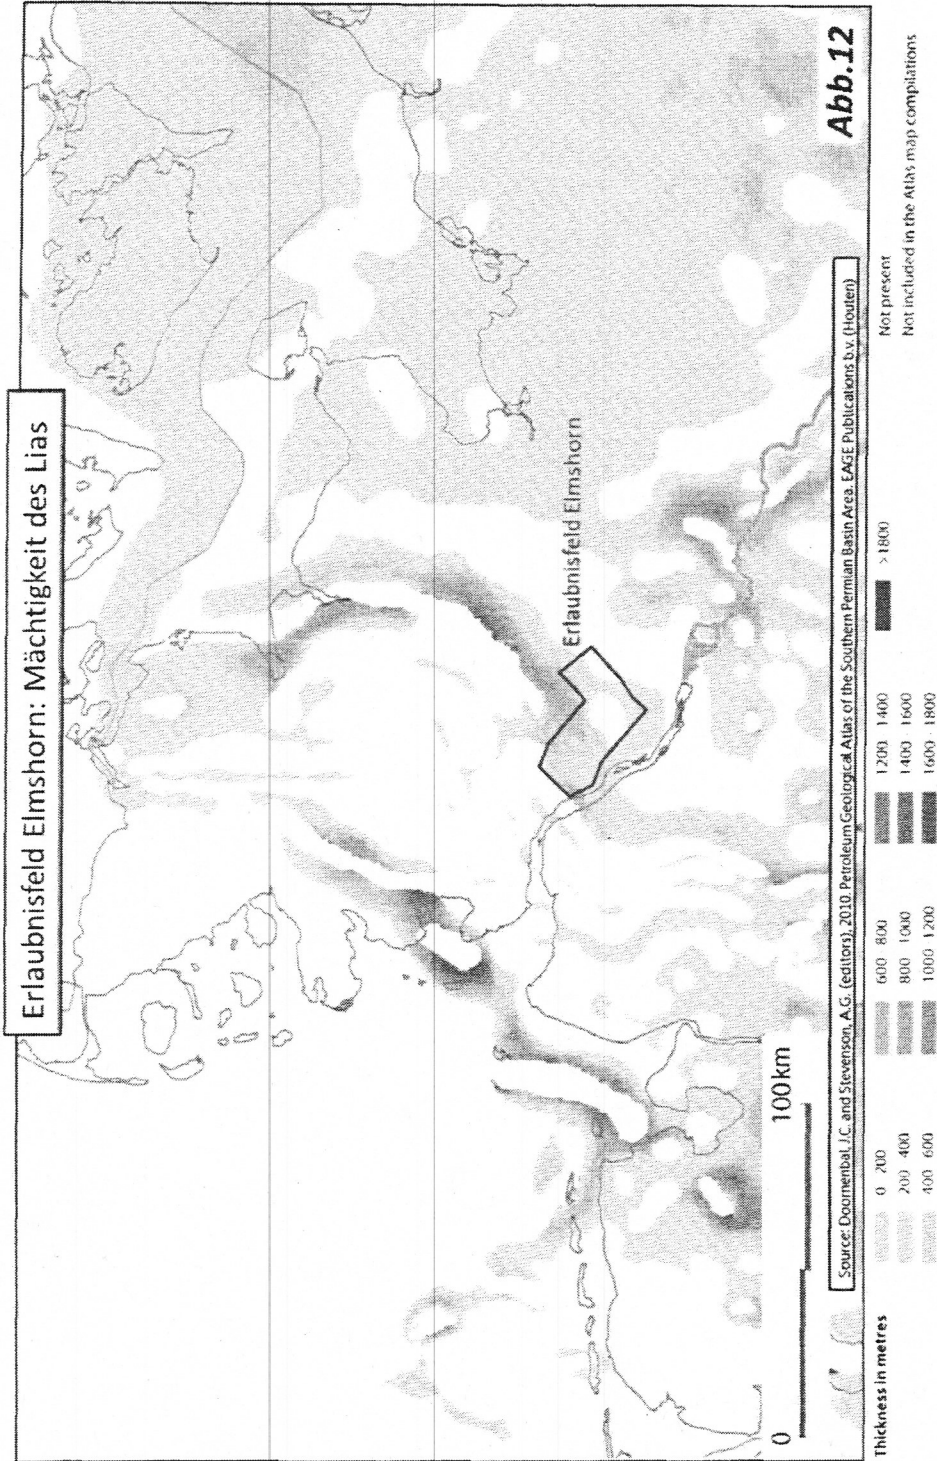 Erlaubnisfeld Elmshorn: Mächtigkeit des Lias
Erlaubnisfeld Elmshorn
Abb.12
0
100km
Source: Doornenbal, J.C. and Stevenson, A.G. (editors), 2010. Petroleum Geological Atlas of the Southern Permian Basin Area. EAGE Publications b.v. (Houten)
Thickness in metres
0 200
200 400
400 600
600 800
800 1000
1000 1200
1200 1400
1400 1600
1600 1800
>1800
Not present
Not included in the Atlas map compilations